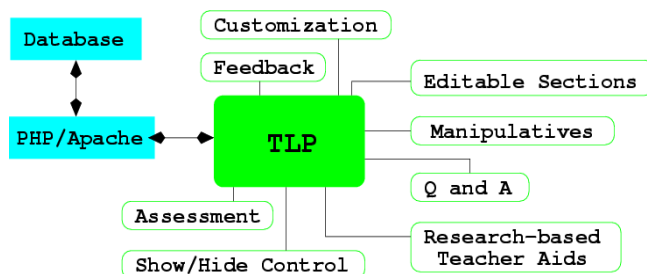 Customization
Database
Feedback
Editable Sections
PHP/Apache
TLP
Manipulatives
Q and A
Assessment
Research-based
Teacher Aids
Show/Hide Control